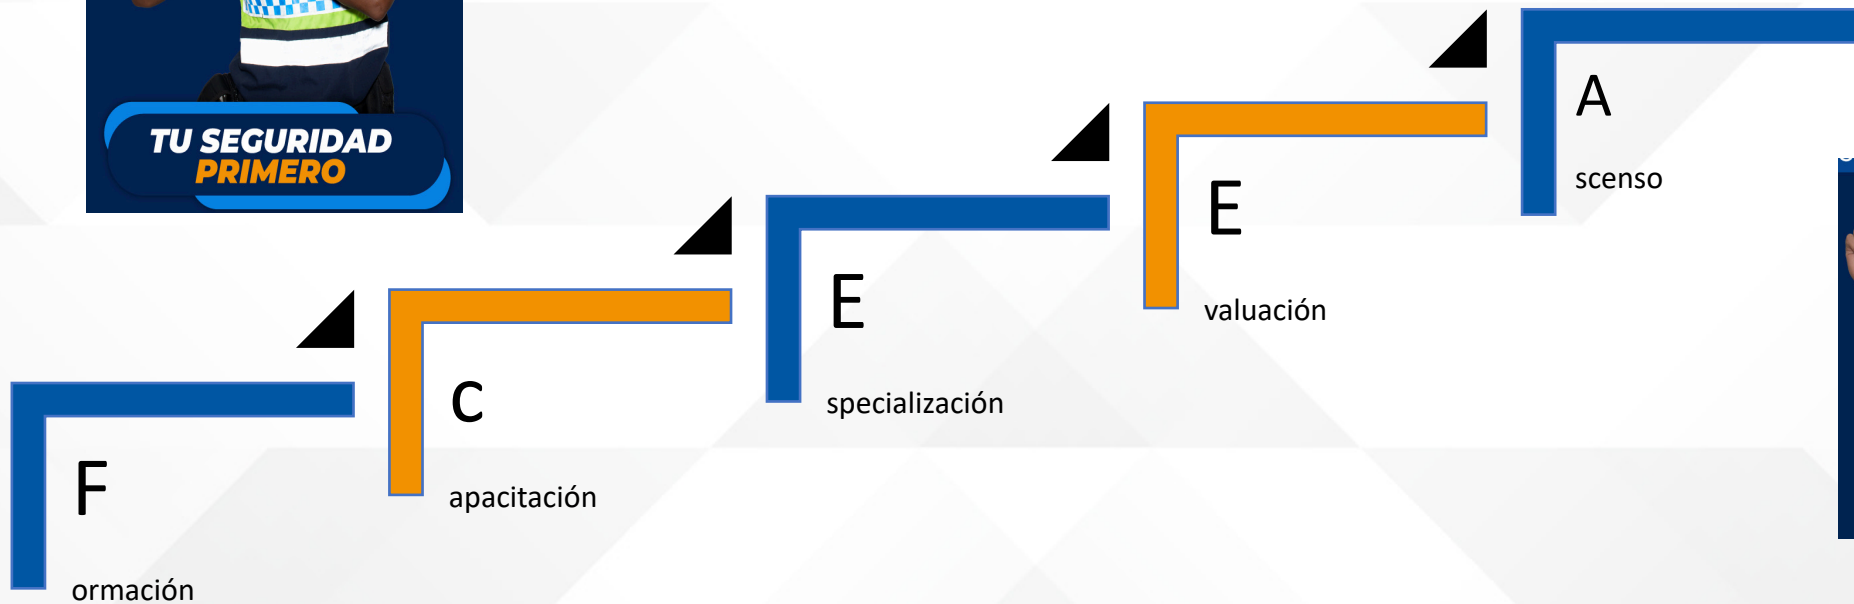 TU SEGURIDAD
PRIMERO
F
ormación
c
apacitación
E
specialización
E
valuación
A
scenso